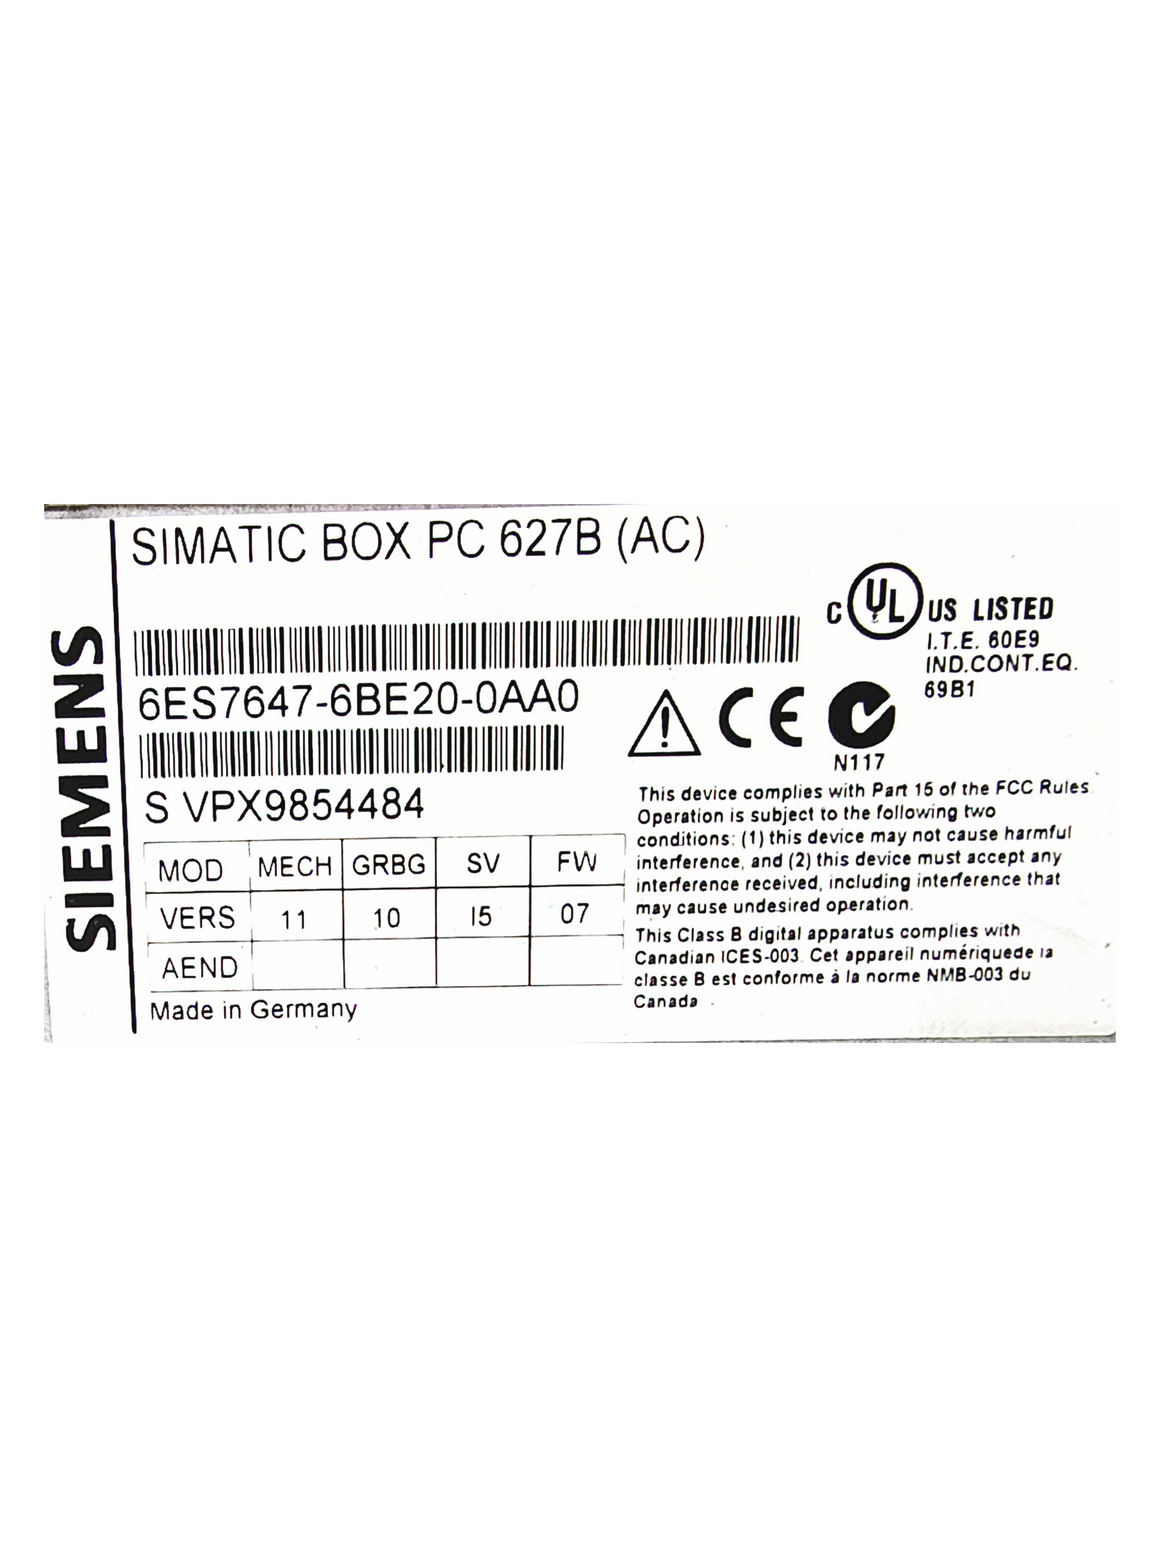 SIEMENS
SIMATIC BOX PC 627B (AC)
6ES7647-6BE20-0AA0
S VPX9854484
MOD MECH GRBG SV FW
VERS 11 10 I5 07
AEND
Made in Germany
C UL US LISTED
I.T.E. 60E9
IND.CONT.EQ.
69B1
CE
N117
This device complies with Part 15 of the FCC Rules
Operation is subject to the following two
conditions: (1) this device may not cause harmful
interference, and (2) this device must accept any
interference received, including interference that
may cause undesired operation.
This Class B digital apparatus complies with
Canadian ICES-003. Cet appareil numériquede la
classe B est conforme à la norme NMB-003 du
Canada